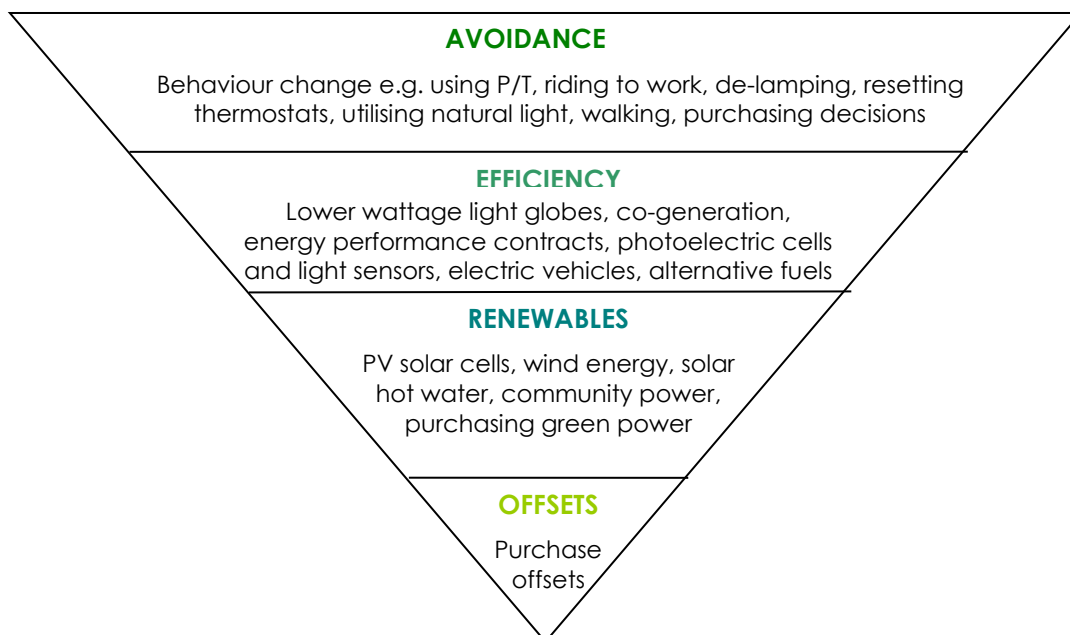 AVOIDANCE
Behaviour change e.g. using P/T, riding to work, de-lamping, resetting
thermostats, utilising natural light, walking, purchasing decisions
EFFICIENCY
Lower wattage light globes, co-generation,
energy performance contracts, photoelectric cells
and light sensors, electric vehicles, alternative fuels
RENEWABLES
PV solar cells, wind energy, solar
hot water, community power,
purchasing green power
OFFSETS
Purchase
offsets